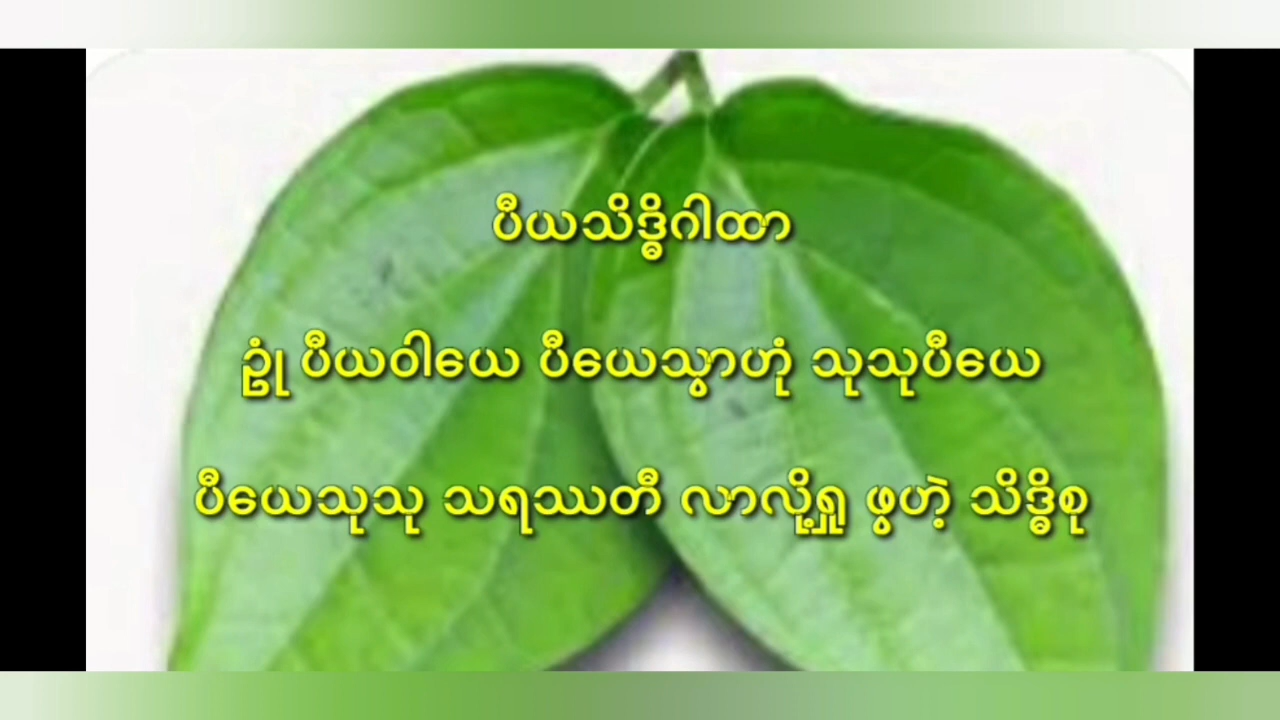 ပီယသိဒ္ဓိဂါထာ
ဥုံ ပီယဝါယေ ပီယေသွာဟုံ သုသုပီယေ
ပီယေသုသု သရဿတီ လာလို့ရှု ဖွဟဲ့ သိဒ္ဓိစု